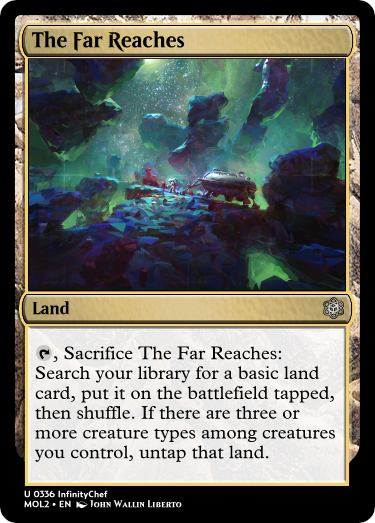 The Far Reaches
Land
, Sacrifice The Far Reaches:
Search your library for a basic land
card, put it on the battlefield tapped,
then shuffle. If there are three or
more creature types among creatures
you control, untap that land.
U 0336 InfinityChef
MOL2 • EN John Wallin Liberto